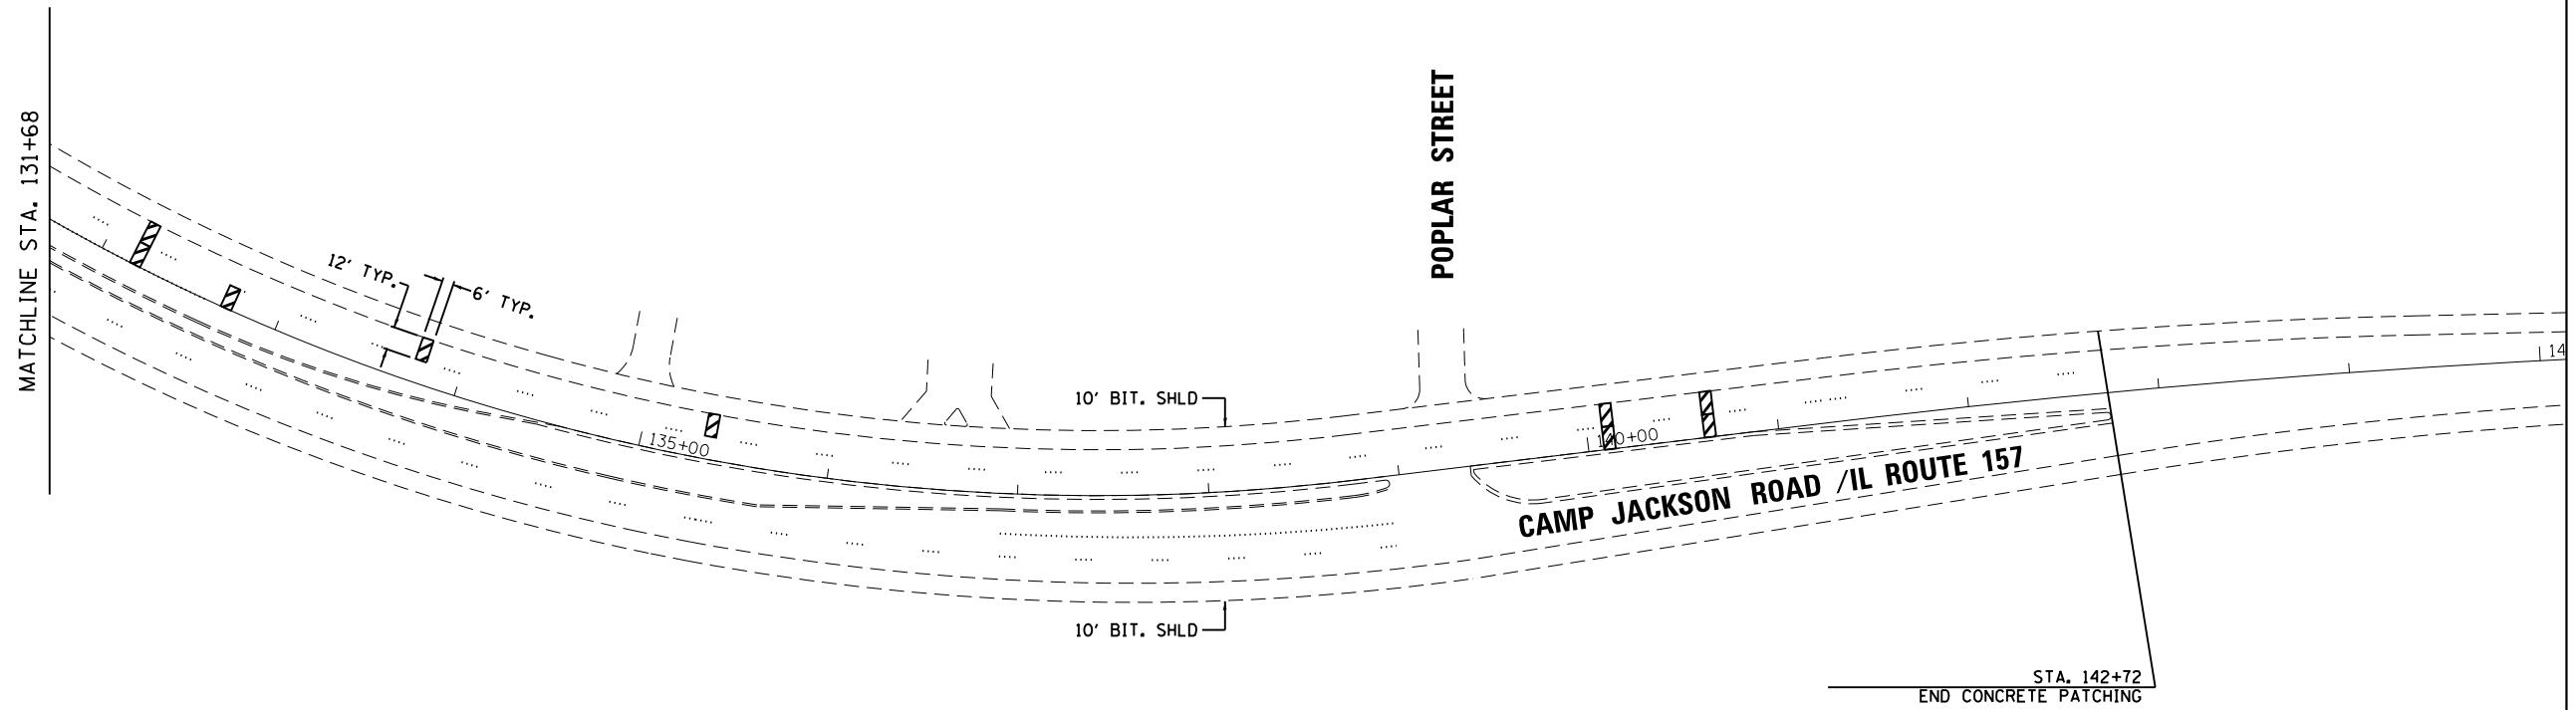 MATCHLINE STA. 131+68
12' TYP.
6' TYP.
135+00
10' BIT. SHLD
10' BIT. SHLD
POPLAR STREET
140+00
CAMP JACKSON ROAD /IL ROUTE 157
14
STA. 142+72
END CONCRETE PATCHING